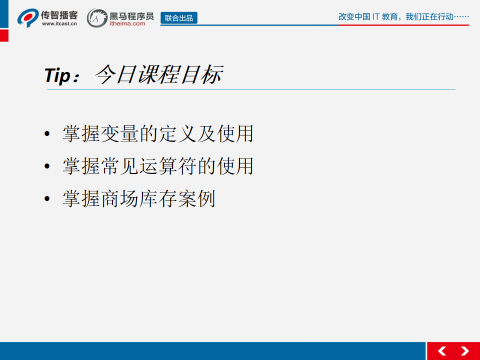 传智播客
www.itcast.cn
黑马程序员
itheima.com
联合出品
改变中国 IT 教育，我们正在行动……
Tip：今日课程目标
• 掌握变量的定义及使用
• 掌握常见运算符的使用
• 掌握商场库存案例